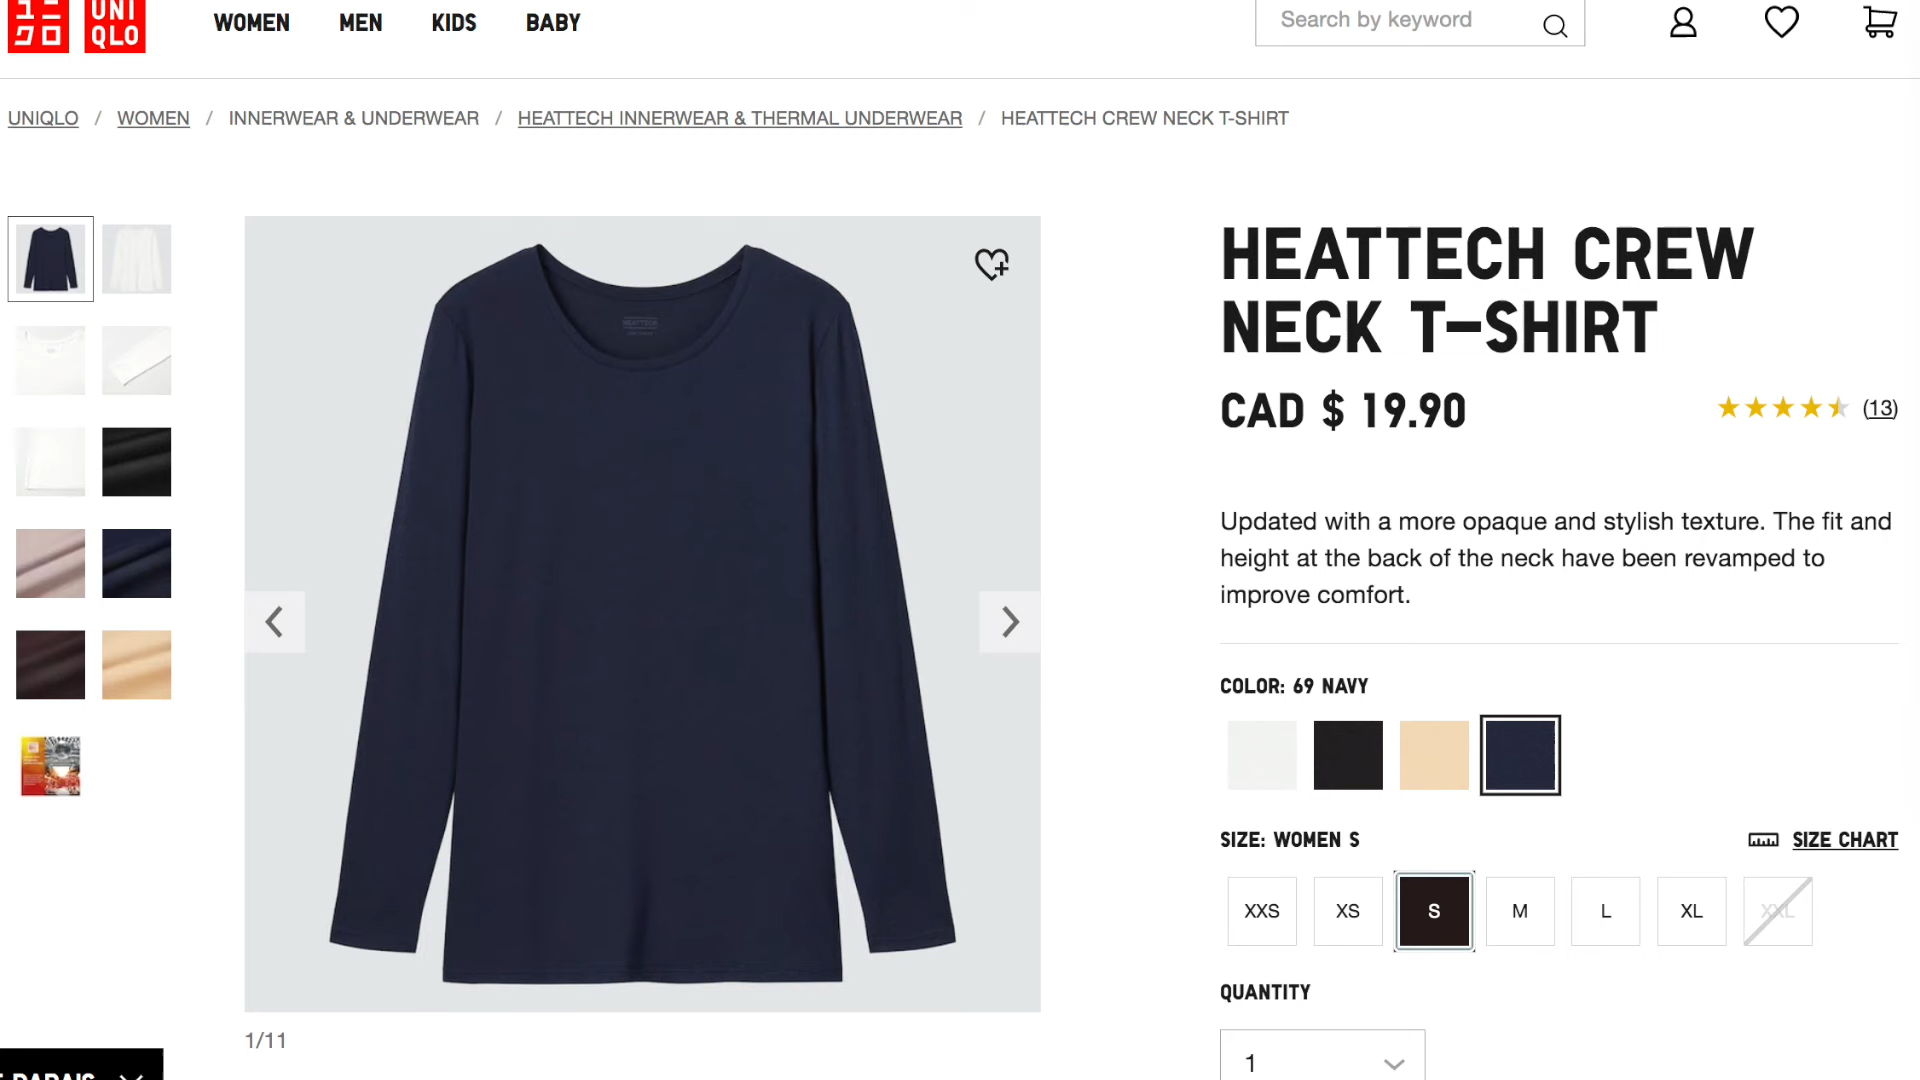 UNI
QLO
WOMEN MEN KIDS BABY
Search by keyword
UNIQLO / WOMEN / INNERWEAR & UNDERWEAR / HEATTECH INNERWEAR & THERMAL UNDERWEAR / HEATTECH CREW NECK T-SHIRT
HEATTECH
HEATTECH CREW
NECK T-SHIRT
CAD $ 19.90
(13)
Updated with a more opaque and stylish texture. The fit and
height at the back of the neck have been revamped to
improve comfort.
COLOR: 69 NAVY
SIZE: WOMEN S
SIZE CHART
XXS XS S M L XL XXL
QUANTITY
1
1/11